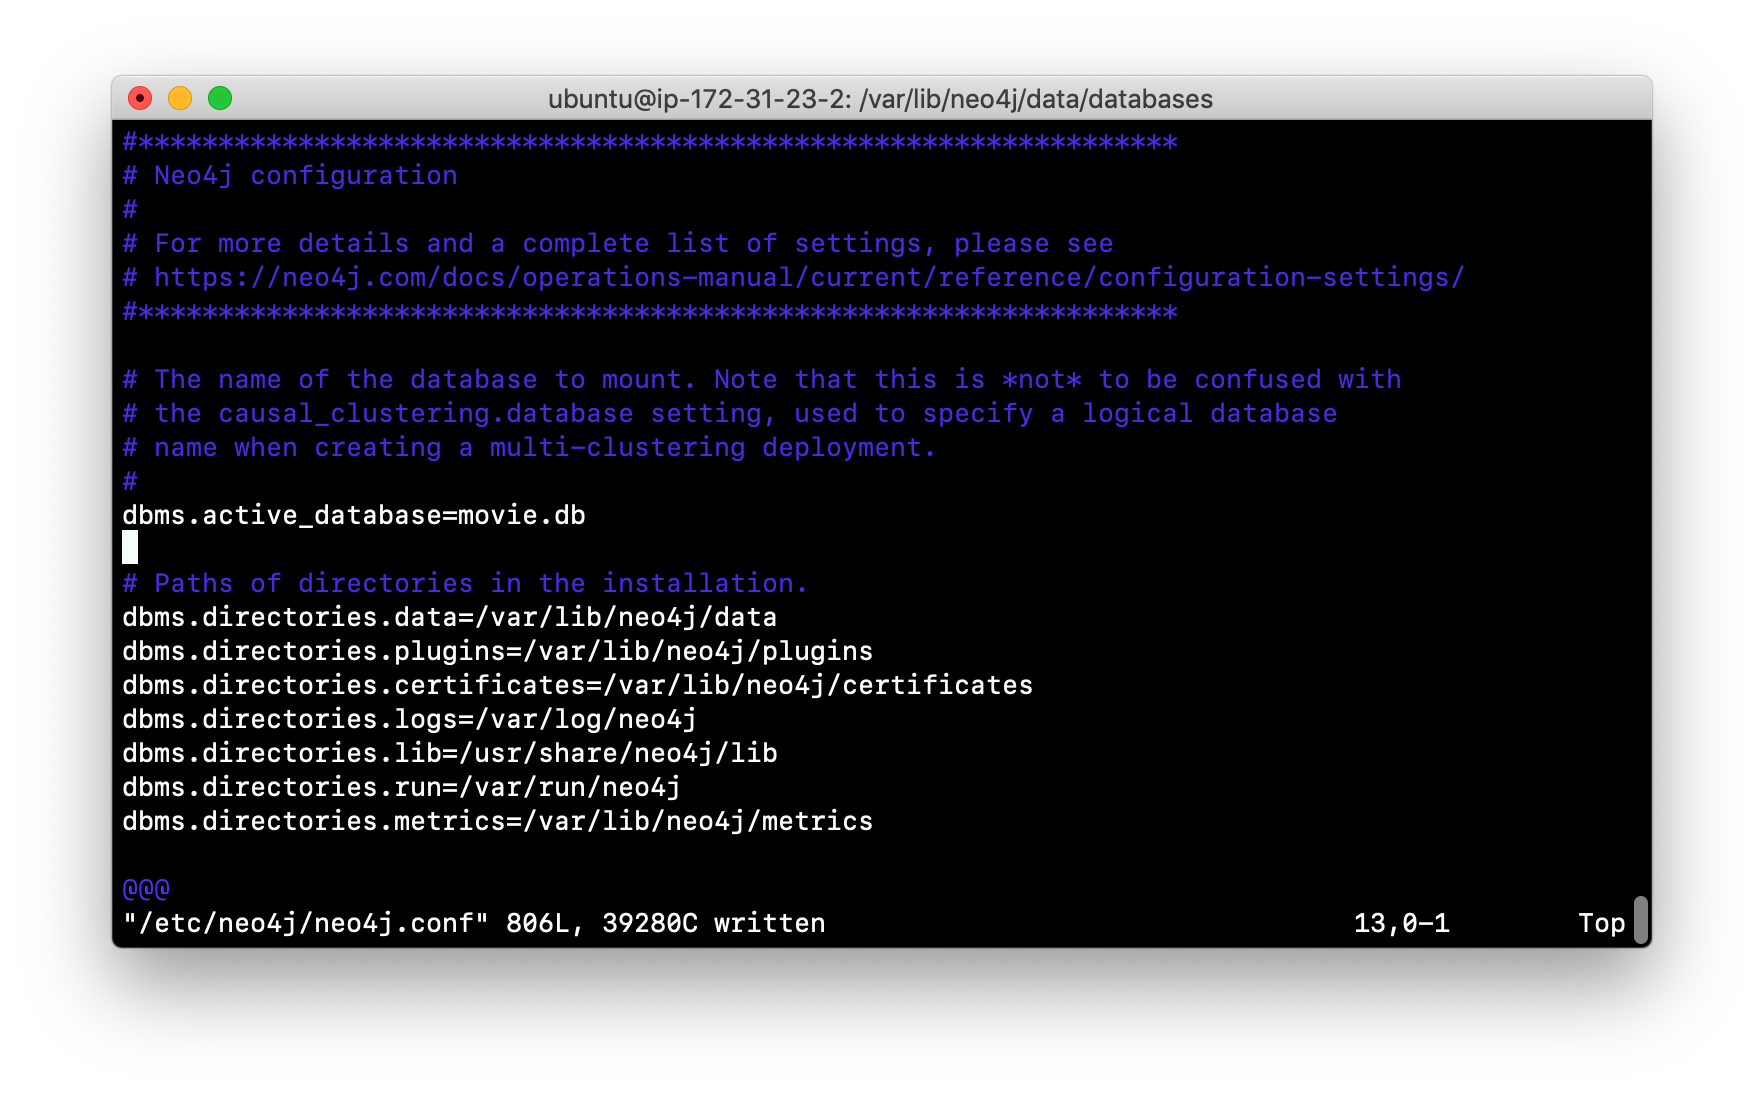 ubuntu@ip-172-31-23-2: /var/lib/neo4j/data/databases
#*****************************************************************
# Neo4j configuration
#
# For more details and a complete list of settings, please see
# https://neo4j.com/docs/operations-manual/current/reference/configuration-settings/
#*****************************************************************
# The name of the database to mount. Note that this is *not* to be confused with
# the causal_clustering.database setting, used to specify a logical database
# name when creating a multi-clustering deployment.
#
dbms.active_database=movie.db
# Paths of directories in the installation.
dbms.directories.data=/var/lib/neo4j/data
dbms.directories.plugins=/var/lib/neo4j/plugins
dbms.directories.certificates=/var/lib/neo4j/certificates
dbms.directories.logs=/var/log/neo4j
dbms.directories.lib=/usr/share/neo4j/lib
dbms.directories.run=/var/run/neo4j
dbms.directories.metrics=/var/lib/neo4j/metrics
@@@
"/etc/neo4j/neo4j.conf" 806L, 39280C written 13,0-1 Top